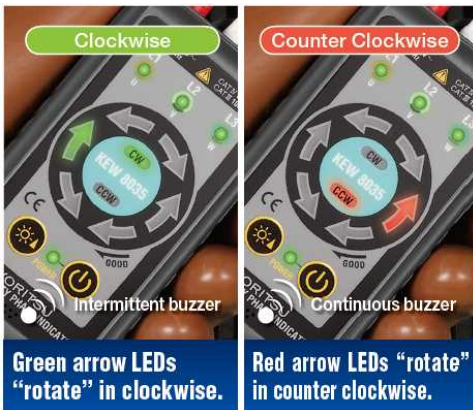 Clockwise
L1
L2
L3
U
V
W
CW
KEW 8035
CCW
CE
GOOD
POWER
Intermittent buzzer
Green arrow LEDs
“rotate” in clockwise.
Counter Clockwise
L1
L2
L3
U
V
W
CW
KEW 8035
CCW
CE
GOOD
POWER
Continuous buzzer
Red arrow LEDs “rotate”
in counter clockwise.